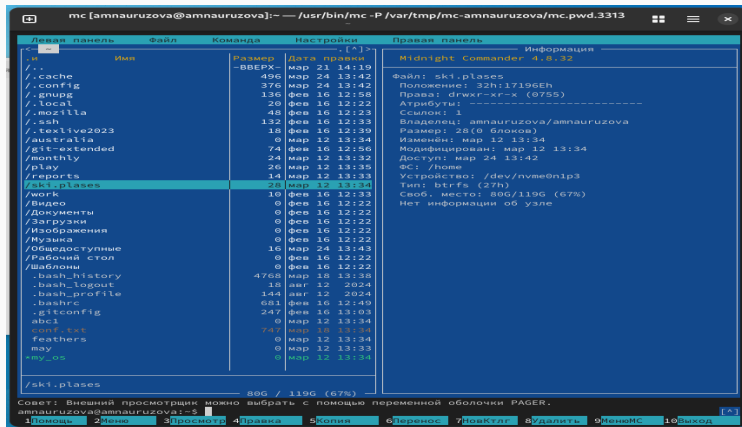 mc [amnauruzova@amnauruzova]:~ — /usr/bin/mc -P /var/tmp/mc-amnauruzova/mc.pwd.3313
Левая панель Файл Команда Настройки Правая панель
<─ ~ .[^]> Информация
.и Имя Размер Дата правки Midnight Commander 4.8.32
/.. -ВВЕРХ- мар 21 14:19
/.cache 496 мар 24 13:42 Файл: ski.plases
/.config 376 мар 24 13:42 Положение: 32h:17196Eh
/.gnupg 136 фев 16 12:58 Права: drwxr-xr-x (0755)
/.local 20 фев 16 12:22 Атрибуты: ----------------------
/.mozilla 48 фев 16 12:23 Ссылок: 1
/.ssh 132 фев 16 12:33 Владелец: amnauruzova/amnauruzova
/.texlive2023 18 фев 16 12:39 Размер: 28(0 блоков)
/australia 0 мар 12 13:34 Изменён: мар 12 13:34
/git-extended 74 фев 16 12:56 Модифицирован: мар 12 13:34
/monthly 24 мар 12 13:32 Доступ: мар 24 13:42
/play 26 мар 12 13:35 ФС: /home
/reports 14 мар 12 13:33 Устройство: /dev/nvme0n1p3
/ski.plases 28 мар 12 13:34 Тип: btrfs (27h)
/work 10 фев 16 12:33 Своб. место: 80G/119G (67%)
/Видео 0 фев 16 12:22 Нет информации об узле
/Документы 0 фев 16 12:22
/Загрузки 0 фев 16 12:22
/Изображения 0 фев 16 12:22
/Музыка 0 фев 16 12:22
/Общедоступные 16 мар 24 13:43
/Рабочий стол 0 фев 16 12:22
/Шаблоны 0 фев 16 12:22
.bash_history 4768 мар 18 13:38
.bash_logout 18 авг 12 2024
.bash_profile 144 авг 12 2024
.bashrc 681 фев 16 12:49
.gitconfig 247 фев 16 13:03
abc1 0 мар 12 13:34
conf.txt 747 мар 18 13:34
feathers 0 мар 12 13:34
may 0 мар 12 13:33
*my_os 0 мар 12 13:34
/ski.plases
80G / 119G (67%)
Совет: Внешний просмотрщик можно выбрать с помощью переменной оболочки PAGER.
amnauruzova@amnauruzova:~$ [^]
1Помощь 2Меню 3Просмотр 4Правка 5Копия 6Перенос 7НовКтлг 8Удалить 9МенюМС 10Выход